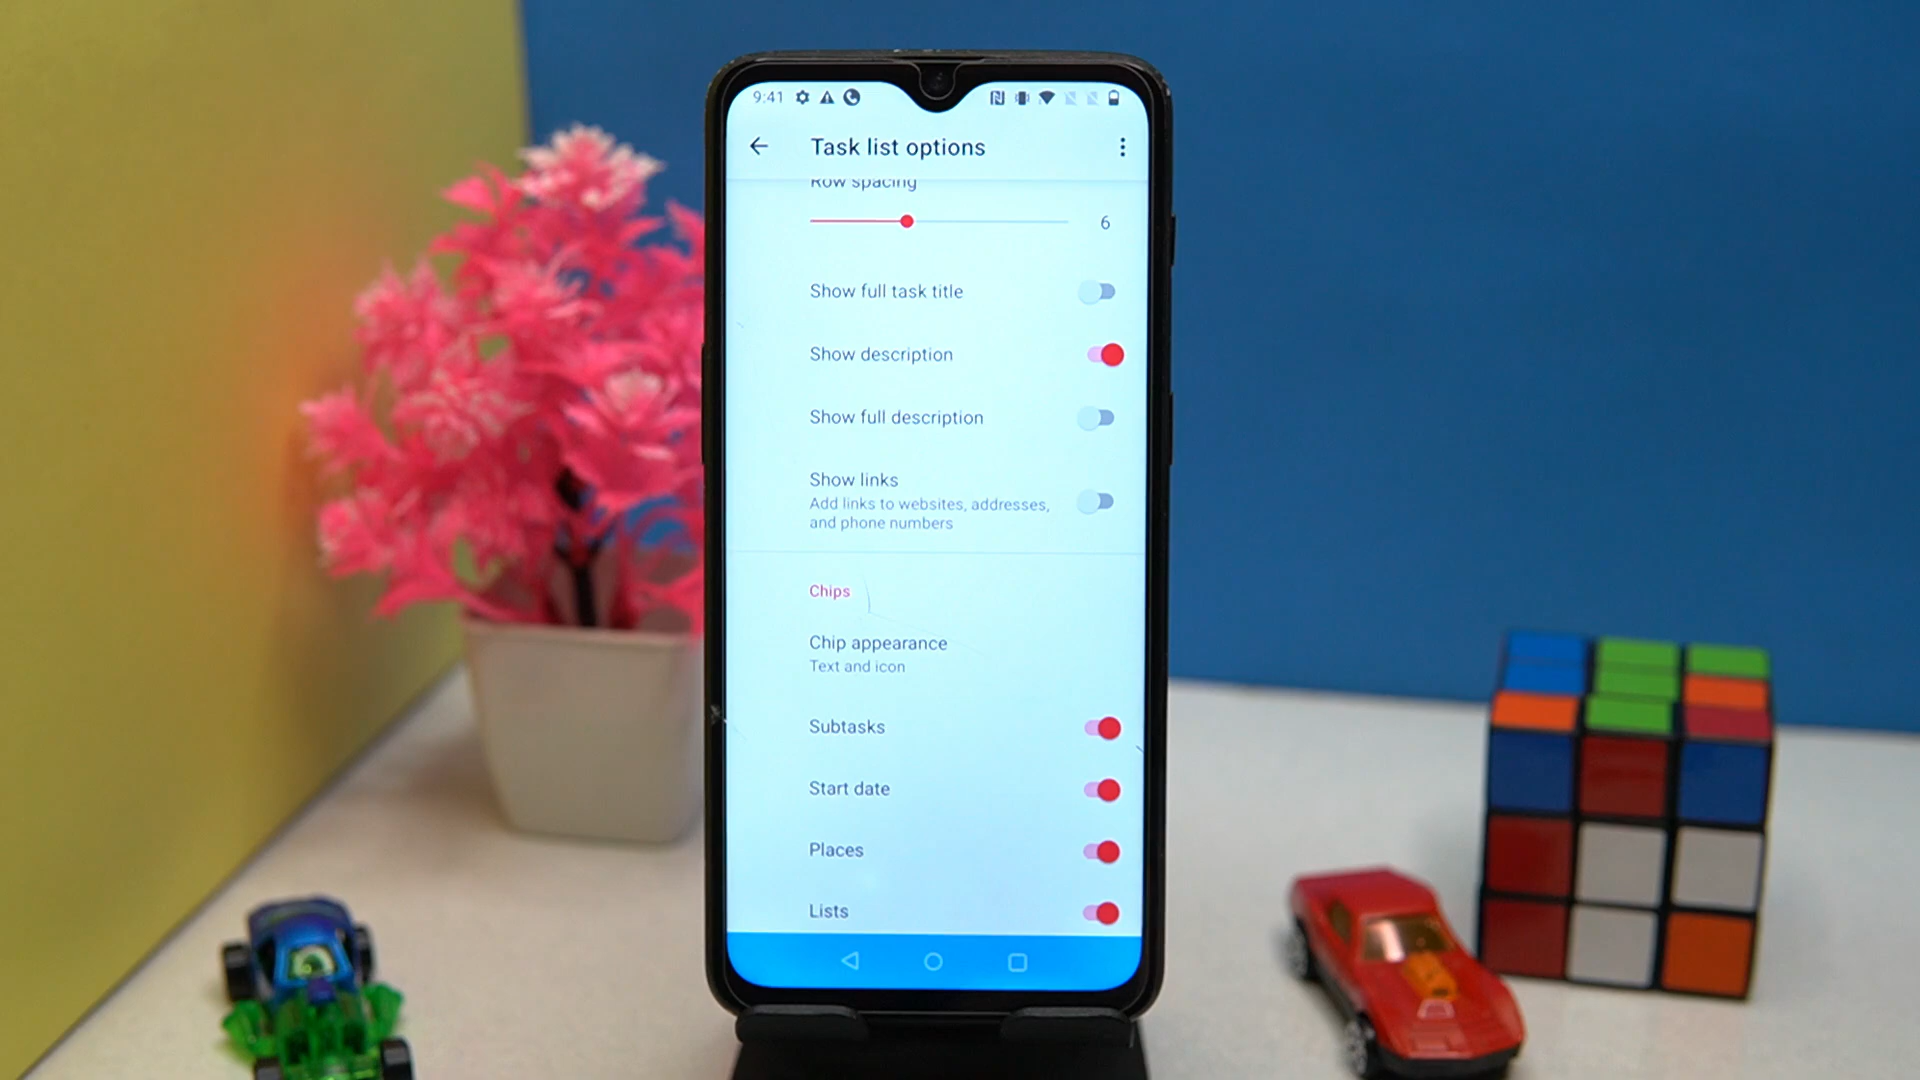 9:41
Task list options
Row spacing
6
Show full task title
Show description
Show full description
Show links
Add links to websites, addresses,
and phone numbers
Chips
Chip appearance
Text and icon
Subtasks
Start date
Places
Lists